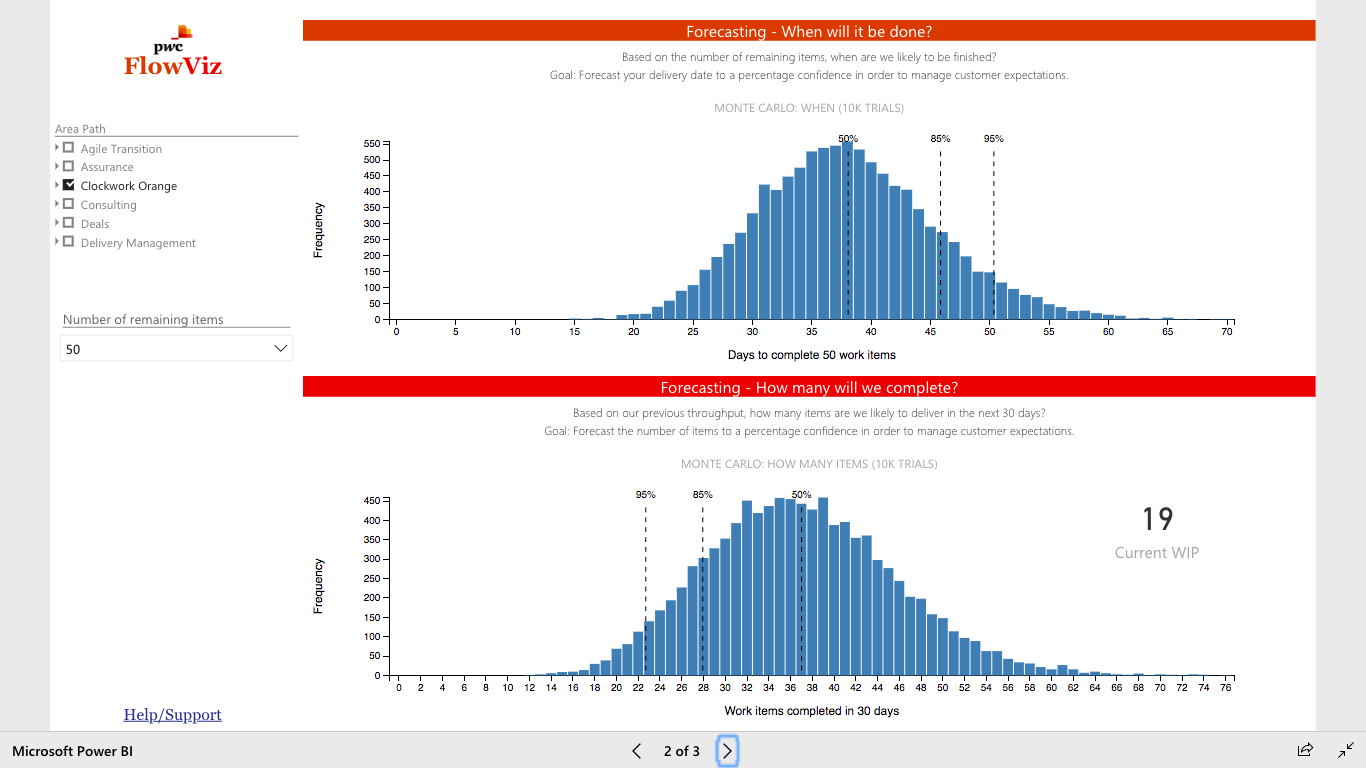 pwc
FlowViz
Area Path
Agile Transition
Assurance
Clockwork Orange
Consulting
Deals
Delivery Management
Number of remaining items
50
Help/Support
Forecasting - When will it be done?
Based on the number of remaining items, when are we likely to be finished?
Goal: Forecast your delivery date to a percentage confidence in order to manage customer expectations.
MONTE CARLO: WHEN (10K TRIALS)
50% 85% 95%
Frequency
550
500
450
400
350
300
250
200
150
100
50
0
0 5 10 15 20 25 30 35 40 45 50 55 60 65 70
Days to complete 50 work items
Forecasting - How many will we complete?
Based on our previous throughput, how many items are we likely to deliver in the next 30 days?
Goal: Forecast the number of items to a percentage confidence in order to manage customer expectations.
MONTE CARLO: HOW MANY ITEMS (10K TRIALS)
95% 85% 50%
Frequency
450
400
350
300
250
200
150
100
50
0
0 2 4 6 8 10 12 14 16 18 20 22 24 26 28 30 32 34 36 38 40 42 44 46 48 50 52 54 56 58 60 62 64 66 68 70 72 74 76
Work items completed in 30 days
19
Current WIP
Microsoft Power BI
2 of 3